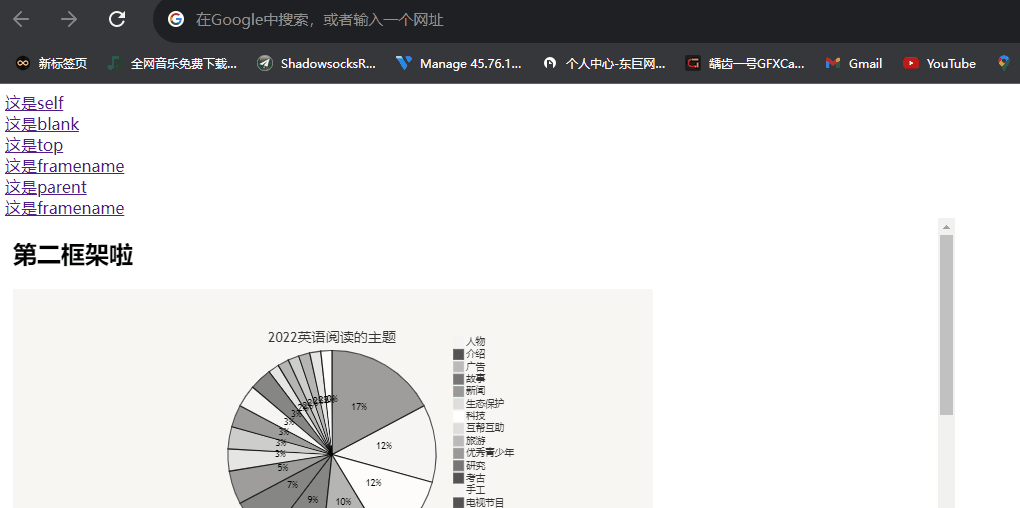 在Google中搜索，或者输入一个网址
新标签页 全网音乐免费下载... ShadowsocksR... Manage 45.76.1... 个人中心-东巨网... 龋齿一号GFXCa... Gmail YouTube
这是self
这是blank
这是top
这是framename
这是parent
这是framename
第二框架啦
2022英语阅读的主题
人物
介绍
广告
故事
新闻
生态保护
科技
互帮互助
旅游
优秀青少年
研究
考古
手工
电视节目
17%
12%
12%
10%
9%
7%
5%
3%
3%
3%
3%
3%